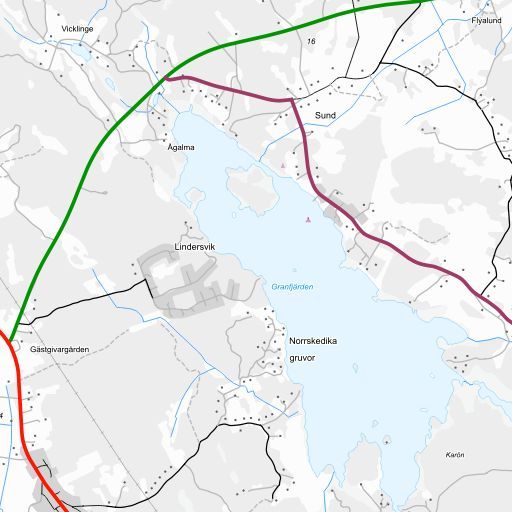 Flyalund
Vicklinge
16
Sund
Ågalma
Lindersvik
Granfjärden
Norrskedika
gruvor
Gästgivargården
Karön